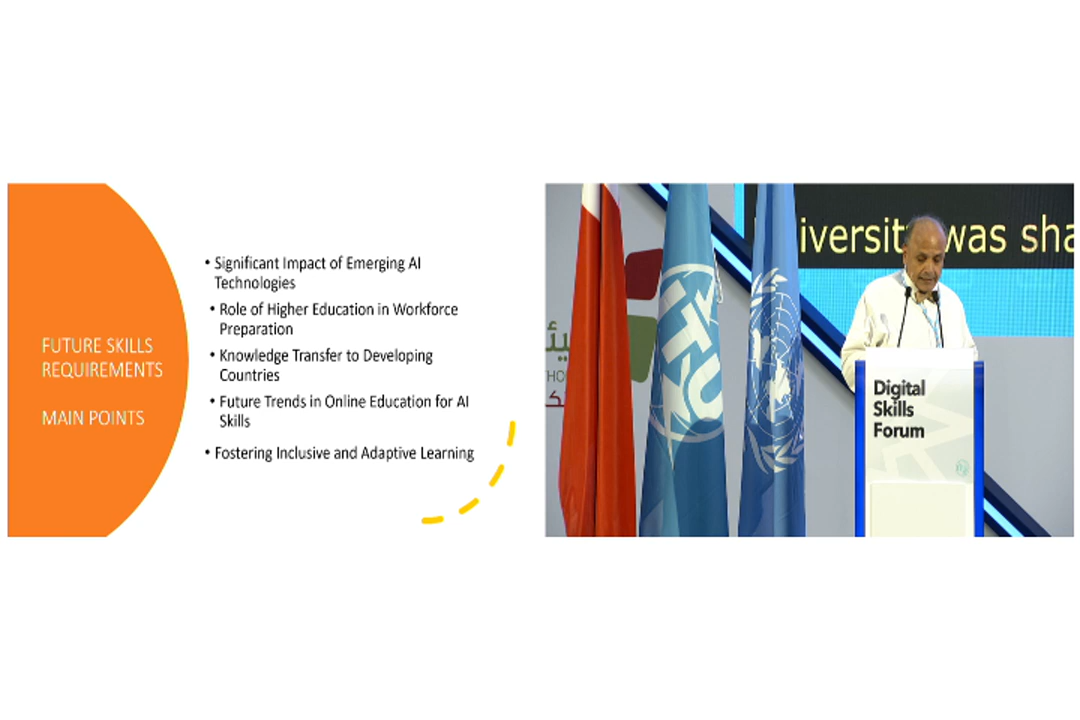 FUTURE SKILLS
REQUIREMENTS
MAIN POINTS
• Significant Impact of Emerging AI
Technologies
• Role of Higher Education in Workforce
Preparation
• Knowledge Transfer to Developing
Countries
• Future Trends in Online Education for AI
Skills
• Fostering Inclusive and Adaptive Learning
iversity was sha
ITU
Digital
Skills
Forum